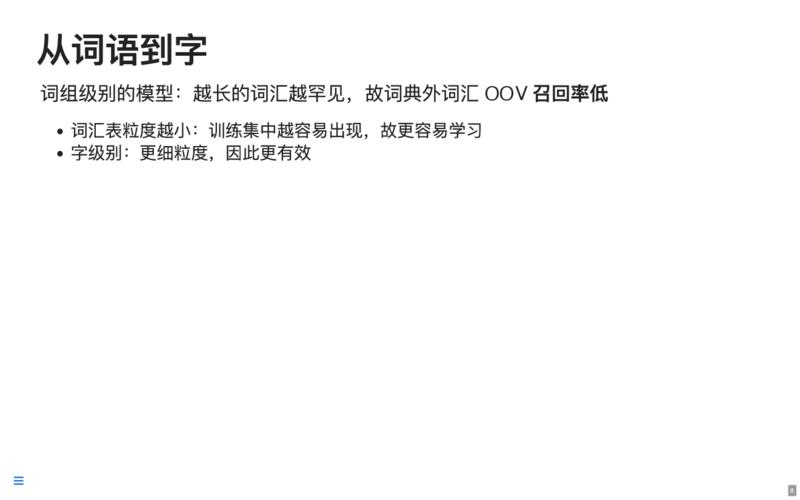 从词语到字
词组级别的模型：越长的词汇越罕见，故词典外词汇 OOV 召回率低
词汇表粒度越小：训练集中越容易出现，故更容易学习
字级别：更细粒度，因此更有效